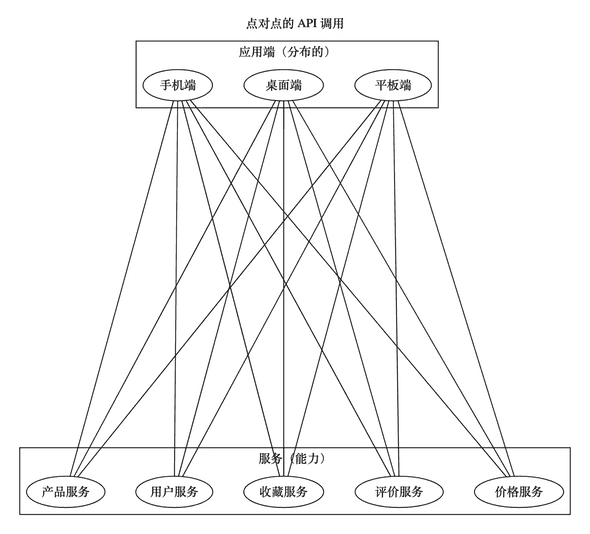 点对点的 API 调用
应用端（分布的）
手机端 桌面端 平板端
服务（能力）
产品服务 用户服务 收藏服务 评价服务 价格服务